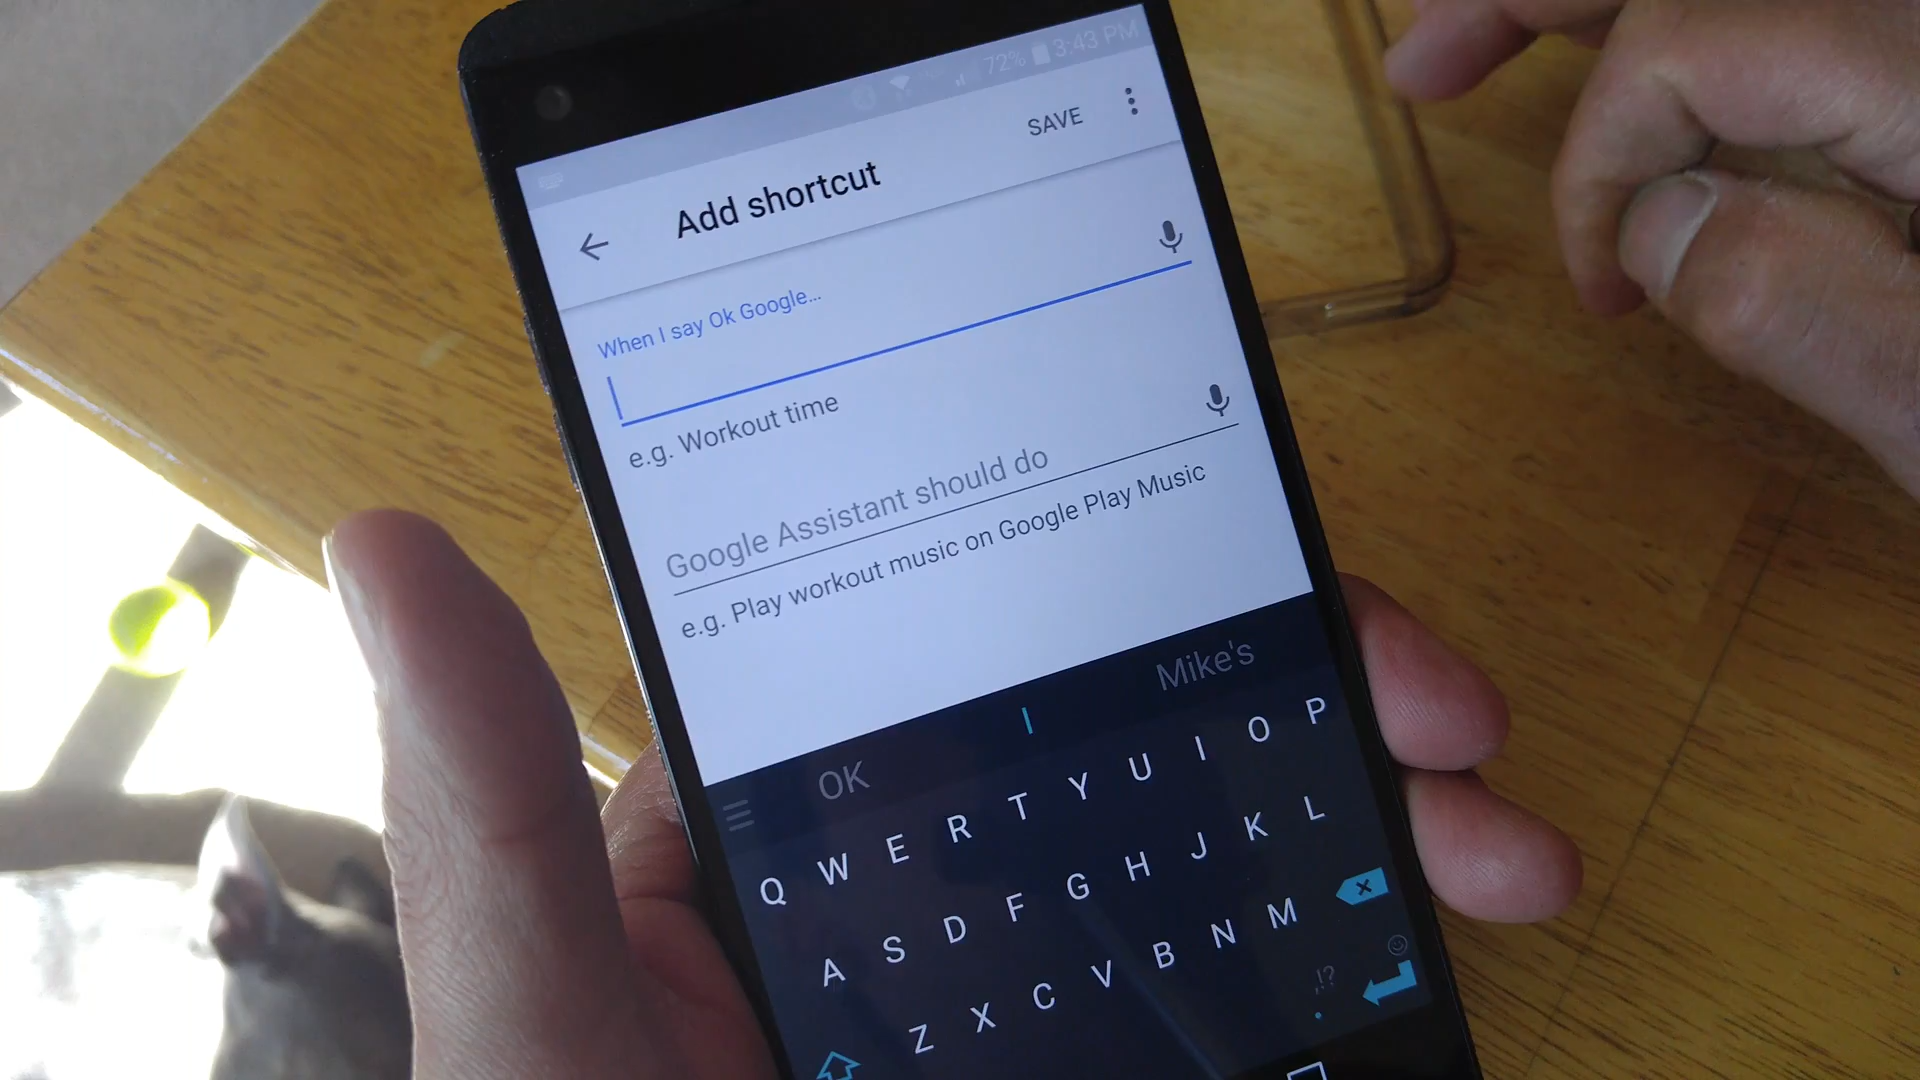 72% 3:43 PM
Add shortcut
SAVE
When I say Ok Google...
e.g. Workout time
Google Assistant should do
e.g. Play workout music on Google Play Music
OK I Mike's
Q W E R T Y U I O P
A S D F G H J K L
Z X C V B N M
,!?
.